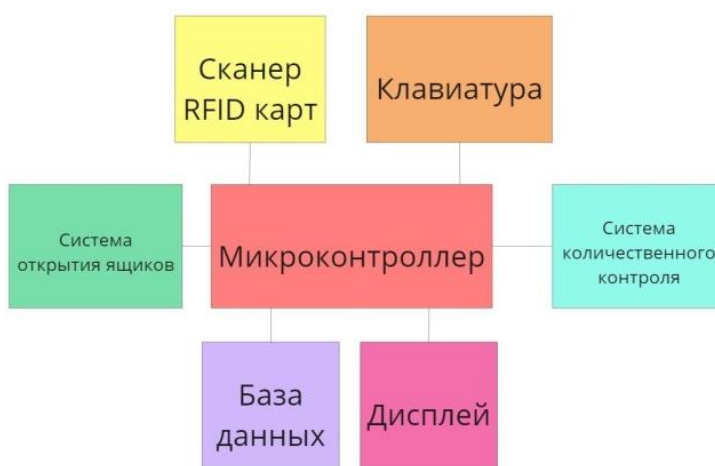 Сканер
RFID карт
Клавиатура
Система
открытия ящиков
Микроконтроллер
Система
количественного
контроля
База
данных
Дисплей